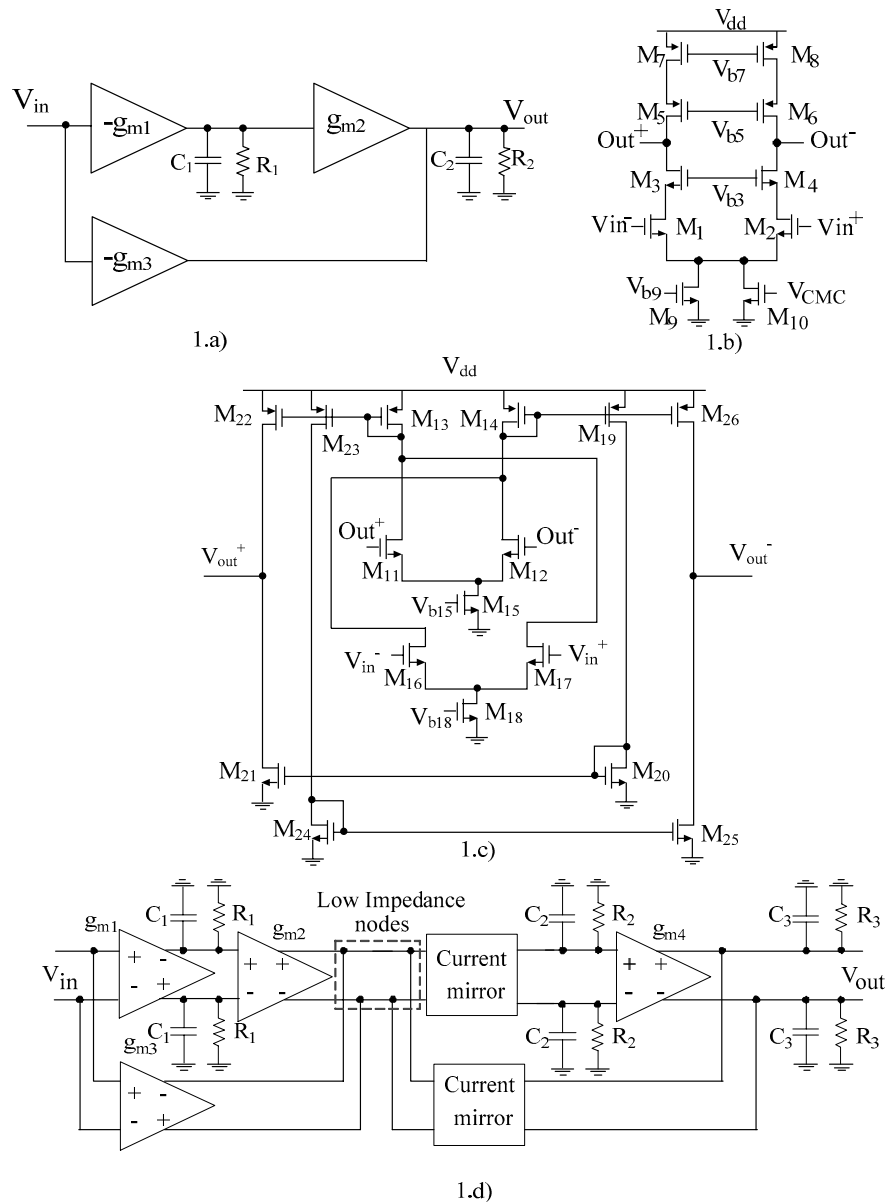 V_in
-g_m1
g_m2
V_out
C_1
R_1
C_2
R_2
-g_m3
1.a)
V_dd
M_7
V_b7
M_8
M_5
V_b5
M_6
Out^+
Out^-
M_3
V_b3
M_4
Vin^-
M_1
M_2
Vin^+
V_b9
M_9
V_CMC
M_10
1.b)
V_dd
M_22
M_23
M_13
M_14
M_19
M_26
Out^+
Out^-
M_11
M_12
V_out^+
V_out^-
V_b15
M_15
V_in^-
M_16
V_in^+
M_17
V_b18
M_18
M_21
M_20
M_24
M_25
1.c)
Low Impedance
nodes
g_m1
C_1
R_1
g_m2
C_2
R_2
g_m4
C_3
R_3
V_in
+ -
- +
+ +
- -
Current
mirror
+ +
- -
V_out
C_1
R_1
C_2
R_2
C_3
R_3
g_m3
+ -
- +
Current
mirror
1.d)